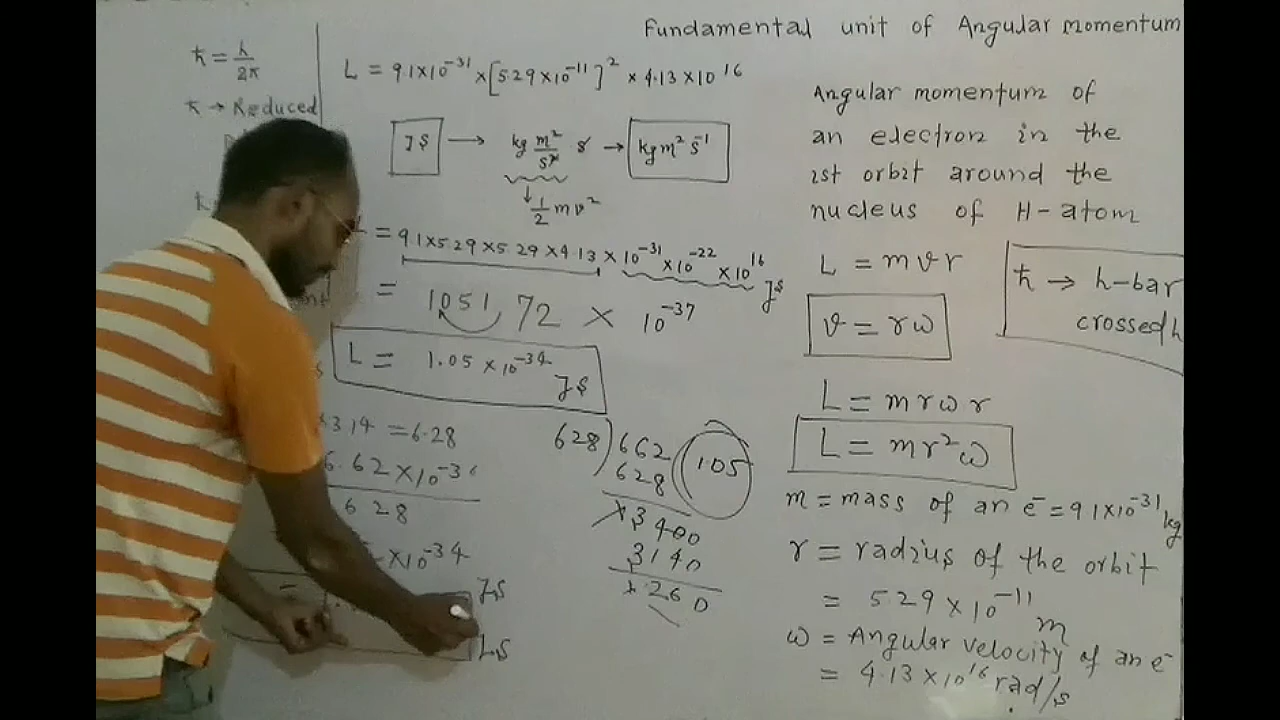 Fundamental unit of Angular Momentum
ħ = h/2π
ħ → Reduced
L = 9.1×10⁻³¹ × [5.29×10⁻¹¹]² × 4.13×10¹⁶
JS → kg m²/s² s → kgm² s⁻¹
↓
1/2 mv²
= 9.1×5.29×5.29×4.13 × 10⁻³¹ × 10⁻²² × 10¹⁶ JS
= 1051 72 × 10⁻³⁷
L = 1.05 × 10⁻³⁴ JS
×3.14 = 6.28
6.62×10⁻³⁴
628
×10⁻³⁴
=
JS
628) 662 (105
628
×3400
3140
×260
Angular momentum of
an electron in the
1st orbit around the
nucleus of H-atom
L = mvr
v = rω
ħ → h-bar
crossed h
L = mrωr
L = mr²ω
m = mass of an e⁻ = 9.1×10⁻³¹ kg
r = radius of the orbit
= 5.29 × 10⁻¹¹ m
ω = Angular velocity of an e⁻
= 4.13×10¹⁶ rad/s